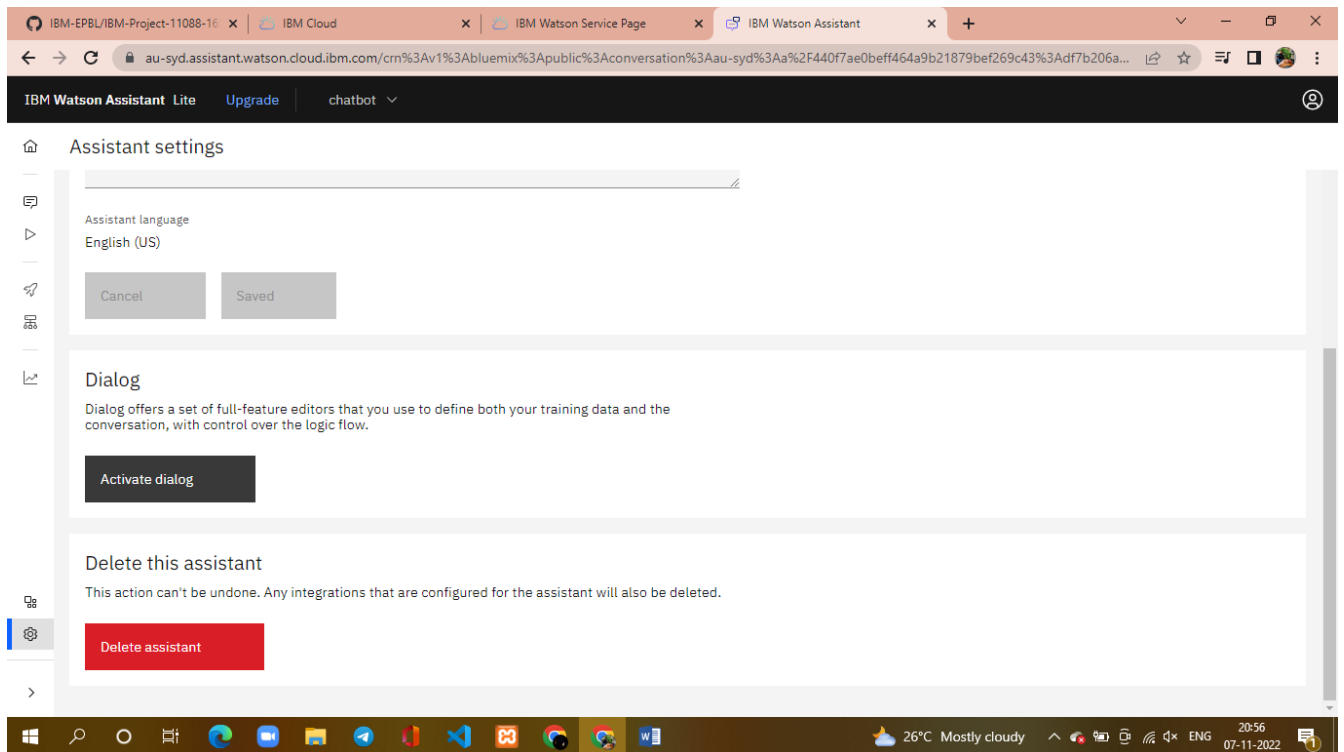 IBM-EPBL/IBM-Project-11088-16
IBM Cloud
IBM Watson Service Page
IBM Watson Assistant
au-syd.assistant.watson.cloud.ibm.com/crn%3Av1%3Abluemix%3Apublic%3Aconversation%3Aau-syd%3Aa%2F440f7ae0beff464a9b21879bef269c43%3Adf7b206a...
IBM Watson Assistant Lite Upgrade chatbot
Assistant settings
Assistant language
English (US)
Cancel Saved
Dialog
Dialog offers a set of full-feature editors that you use to define both your training data and the
conversation, with control over the logic flow.
Activate dialog
Delete this assistant
This action can't be undone. Any integrations that are configured for the assistant will also be deleted.
Delete assistant
26°C Mostly cloudy
ENG
20:56
07-11-2022
1